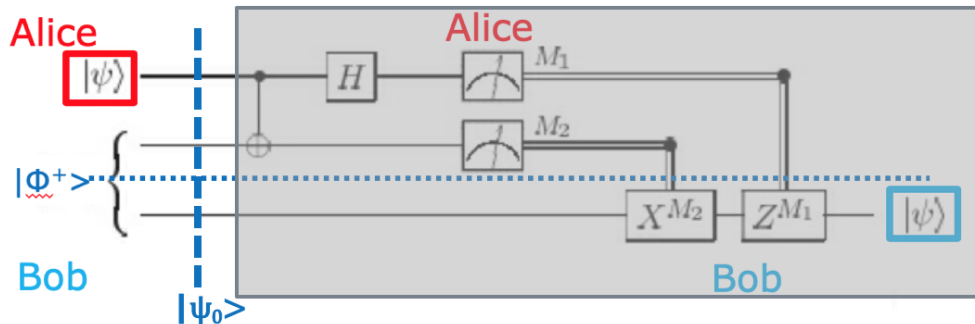 Alice
Alice
|ψ⟩
H
M₁
M₂
|Φ⁺>
X^{M₂}
Z^{M₁}
|ψ⟩
Bob
Bob
|ψ₀>